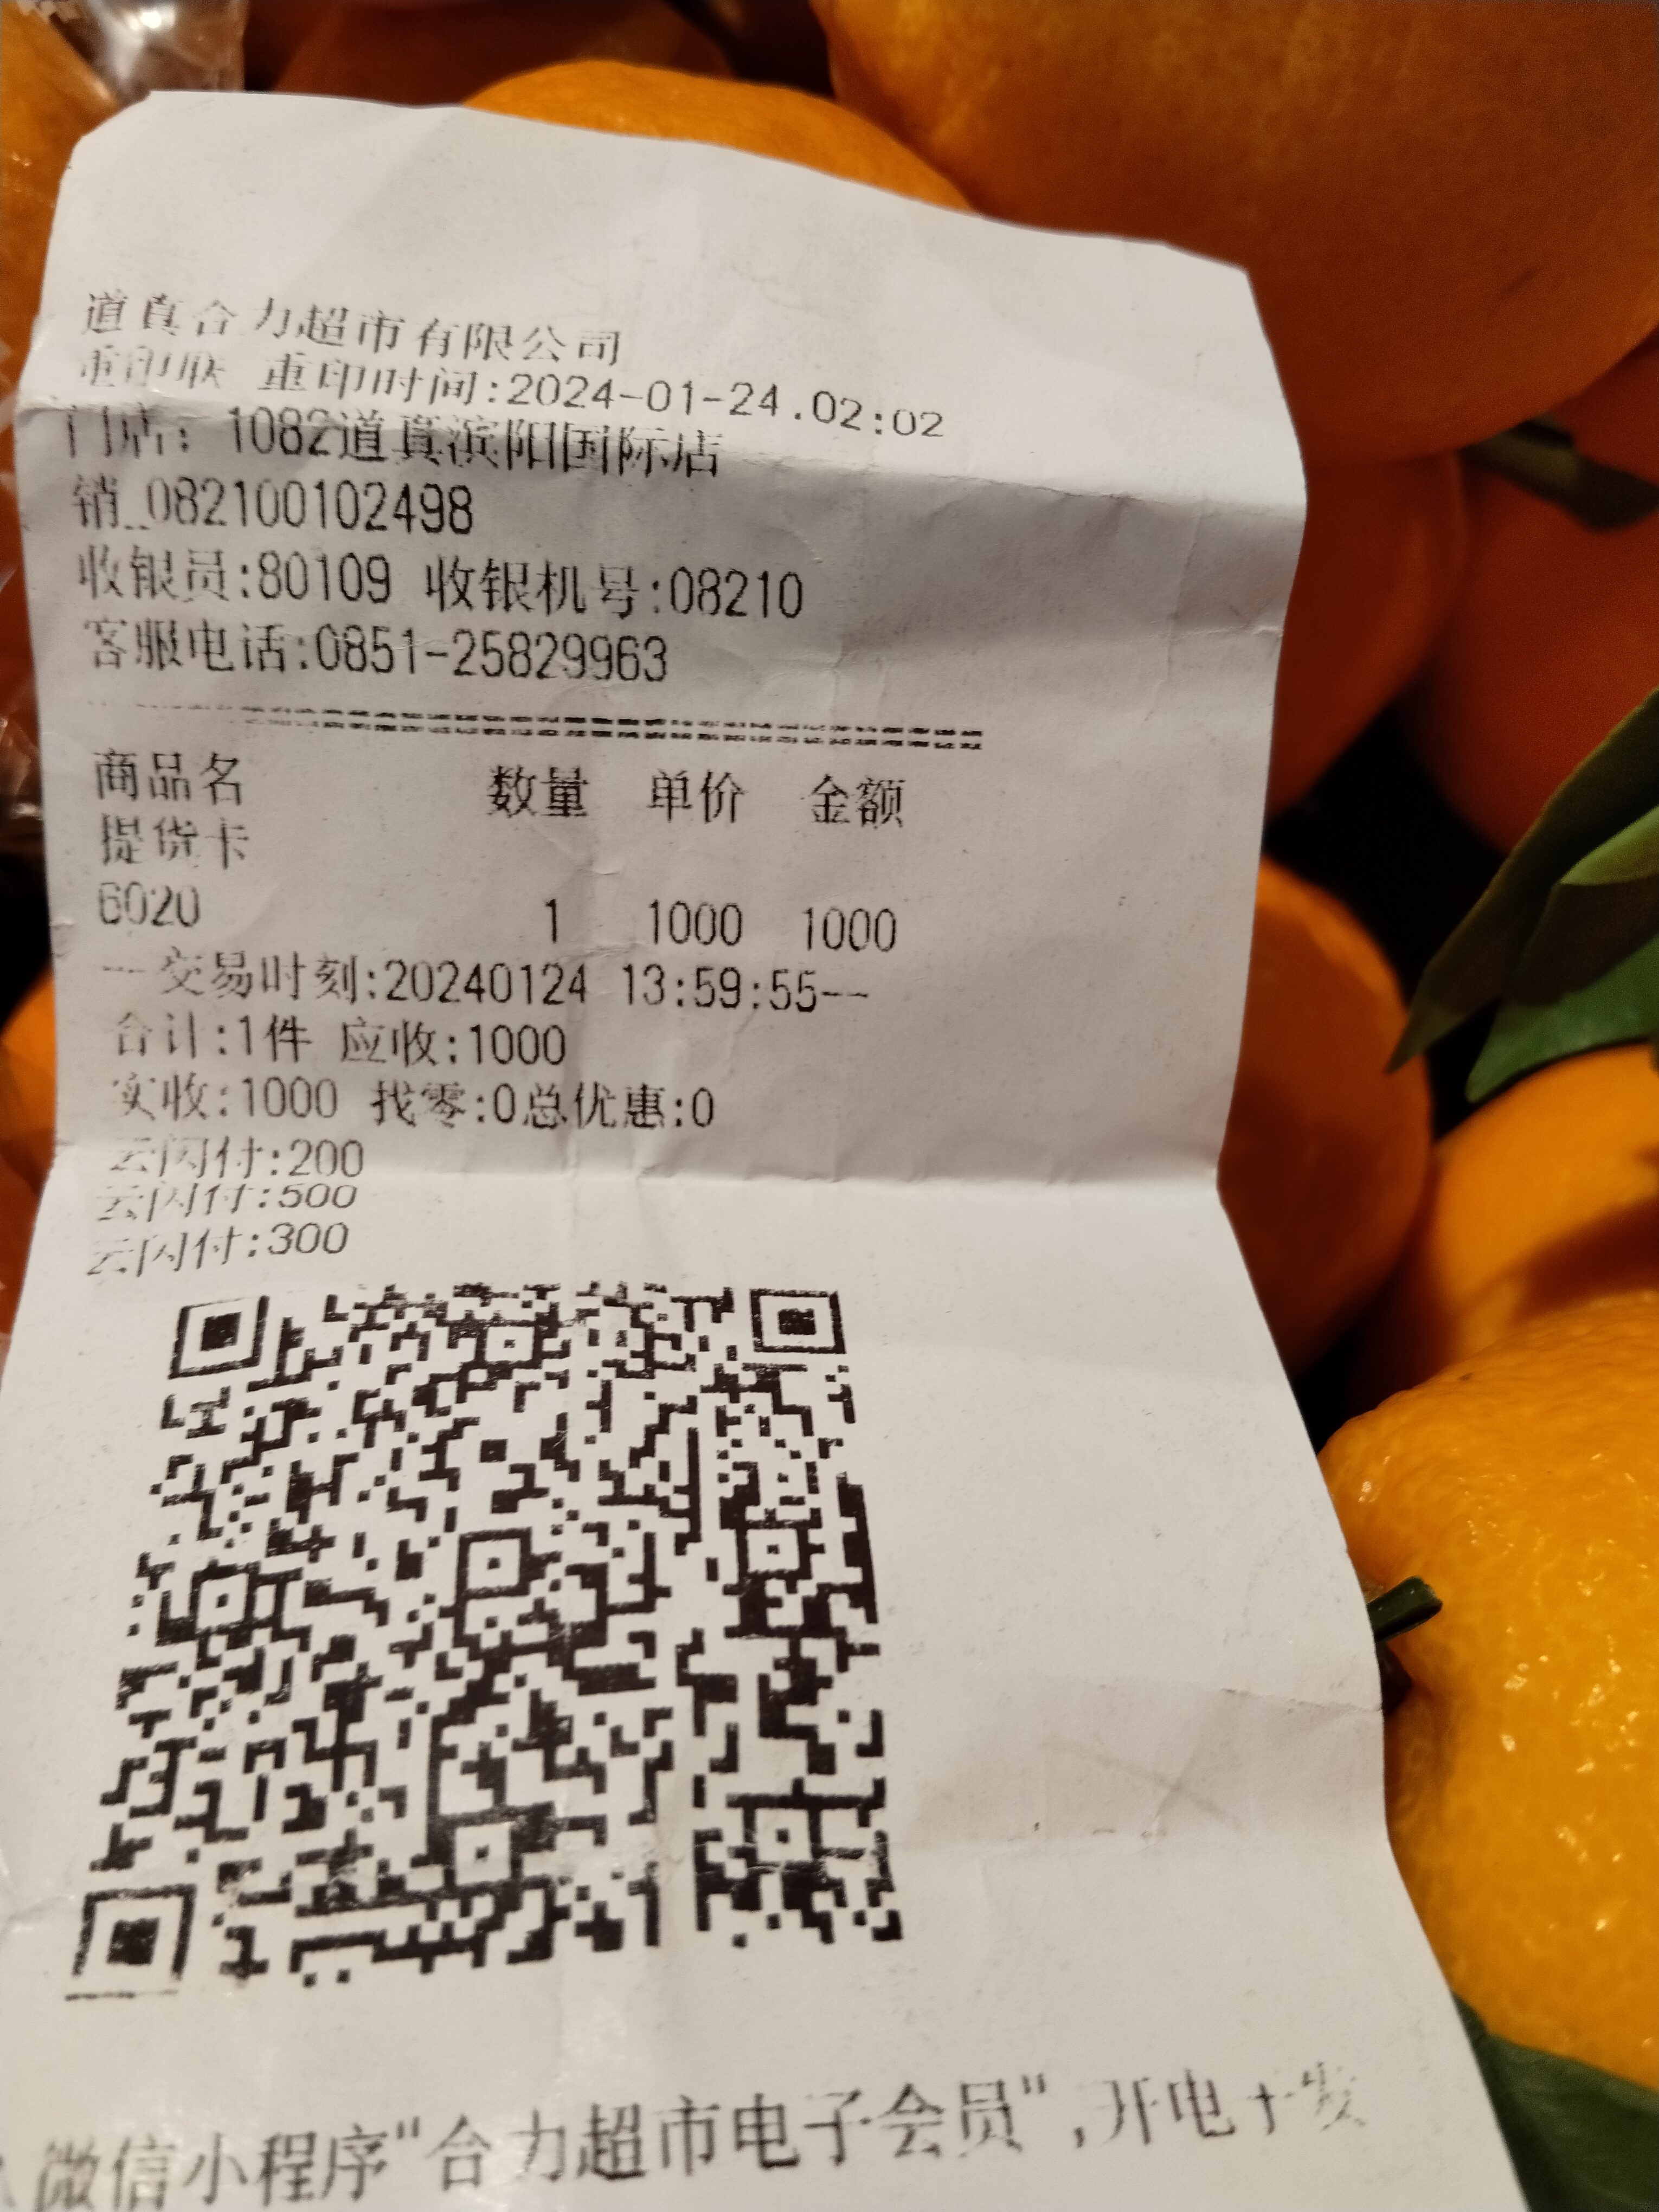 道真合力超市有限公司
重印联 重印时间:2024-01-24.02:02
门店: 1082道真滨阳国际店
销_082100102498
收银员:80109 收银机号:08210
客服电话:0851-25829963
商品名 数量 单价 金额
提货卡
6020 1 1000 1000
--交易时刻:20240124 13:59:55--
合计:1件 应收:1000
实收:1000 找零:0总优惠:0
云闪付:200
云闪付:500
云闪付:300
微信小程序"合力超市电子会员",开电子发